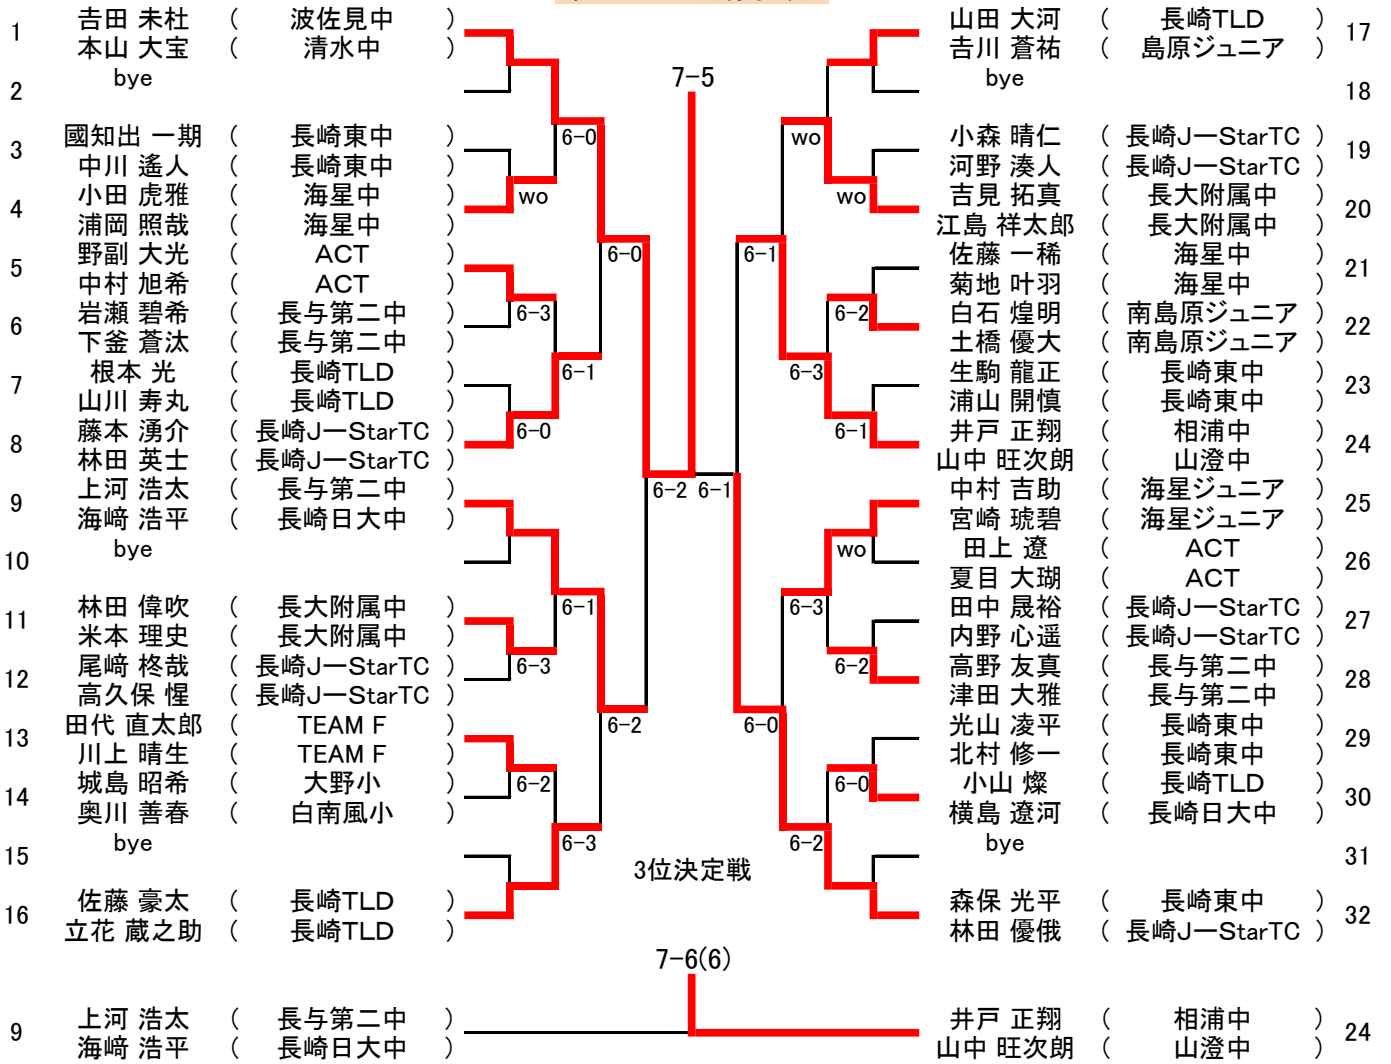 1 吉田 未杜 ( 波佐見中 )
本山 大宝 ( 清水中 )
2 bye
3 國知出 一期 ( 長崎東中 )
中川 遙人 ( 長崎東中 )
4 小田 虎雅 ( 海星中 )
浦岡 照哉 ( 海星中 )
5 野副 大光 ( ACT )
中村 旭希 ( ACT )
6 岩瀬 碧希 ( 長与第二中 )
下釜 蒼汰 ( 長与第二中 )
7 根本 光 ( 長崎TLD )
山川 寿丸 ( 長崎TLD )
8 藤本 湧介 ( 長崎J－StarTC )
林田 英士 ( 長崎J－StarTC )
9 上河 浩太 ( 長与第二中 )
海﨑 浩平 ( 長崎日大中 )
10 bye
11 林田 偉吹 ( 長大附属中 )
米本 理史 ( 長大附属中 )
12 尾﨑 柊哉 ( 長崎J－StarTC )
高久保 惺 ( 長崎J－StarTC )
13 田代 直太郎 ( TEAM F )
川上 晴生 ( TEAM F )
14 城島 昭希 ( 大野小 )
奥川 善春 ( 白南風小 )
15 bye
16 佐藤 豪太 ( 長崎TLD )
立花 蔵之助 ( 長崎TLD )
wo
6-3
6-0
6-3
6-2
6-0
6-1
6-1
6-3
6-0
6-2
6-2
7-5
6-1
6-1
6-0
wo
6-3
6-3
6-2
wo
6-2
6-1
wo
6-2
6-0
山田 大河 ( 長崎TLD ) 17
吉川 蒼祐 ( 島原ジュニア )
bye 18
小森 晴仁 ( 長崎J－StarTC ) 19
河野 湊人 ( 長崎J－StarTC )
吉見 拓真 ( 長大附属中 ) 20
江島 祥太郎 ( 長大附属中 )
佐藤 一稀 ( 海星中 ) 21
菊地 叶羽 ( 海星中 )
白石 煌明 ( 南島原ジュニア ) 22
土橋 優大 ( 南島原ジュニア )
生駒 龍正 ( 長崎東中 ) 23
浦山 開慎 ( 長崎東中 )
井戸 正翔 ( 相浦中 ) 24
山中 旺次朗 ( 山澄中 )
中村 吉助 ( 海星ジュニア ) 25
宮崎 琥碧 ( 海星ジュニア )
田上 遼 ( ACT ) 26
夏目 大瑚 ( ACT )
田中 晟裕 ( 長崎J－StarTC ) 27
内野 心遥 ( 長崎J－StarTC )
高野 友真 ( 長与第二中 ) 28
津田 大雅 ( 長与第二中 )
光山 凌平 ( 長崎東中 ) 29
北村 修一 ( 長崎東中 )
小山 燦 ( 長崎TLD ) 30
横島 遼河 ( 長崎日大中 )
bye 31
森保 光平 ( 長崎東中 ) 32
林田 優俄 ( 長崎J－StarTC )
3位決定戦
7-6(6)
9 上河 浩太 ( 長与第二中 )
海﨑 浩平 ( 長崎日大中 )
井戸 正翔 ( 相浦中 ) 24
山中 旺次朗 ( 山澄中 )